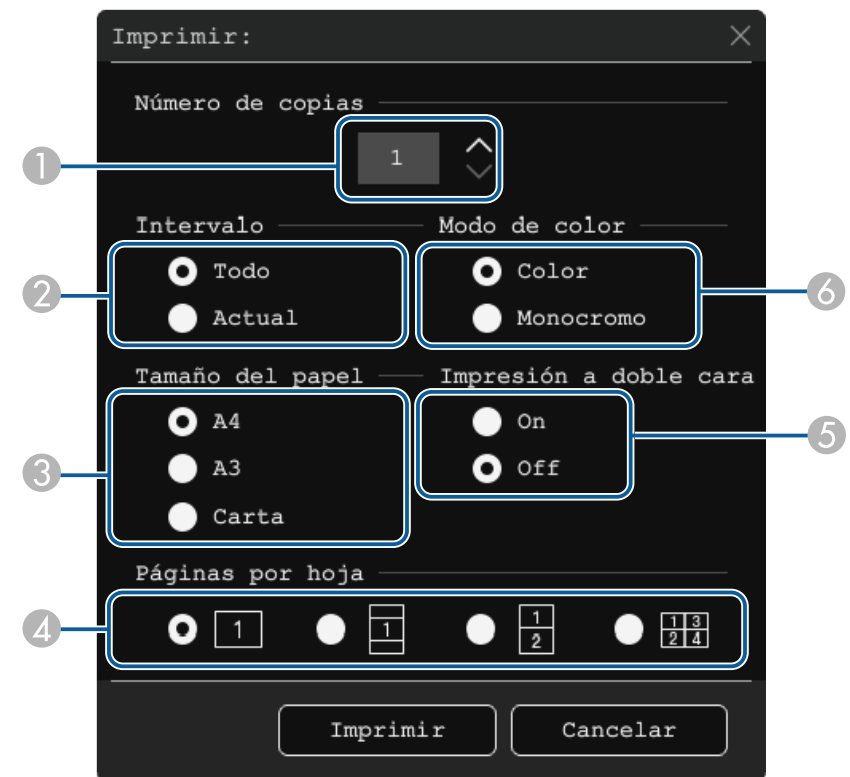 Imprimir:
Número de copias
1
1
Intervalo
Modo de color
Todo
Color
2
6
Actual
Monocromo
Tamaño del papel
Impresión a doble cara
A4
On
5
3
A3
Off
Carta
Páginas por hoja
4
1
1
1
2
1 3
2 4
Imprimir
Cancelar